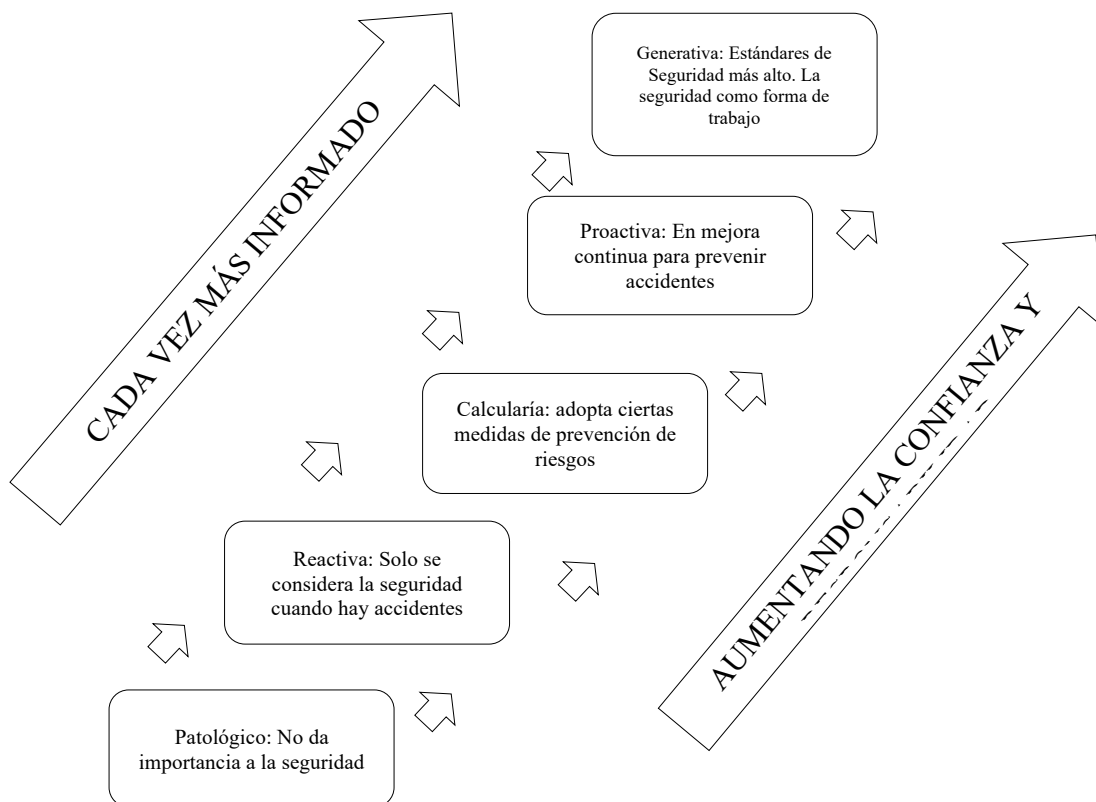 Generativa: Estándares de
Seguridad más alto. La
seguridad como forma de
trabajo
CADA VEZ MÁS INFORMADO
Proactiva: En mejora
continua para prevenir
accidentes
Calcularía: adopta ciertas
medidas de prevención de
riesgos
AUMENTANDO LA CONFIANZA Y
Reactiva: Solo se
considera la seguridad
cuando hay accidentes
Patológico: No da
importancia a la seguridad